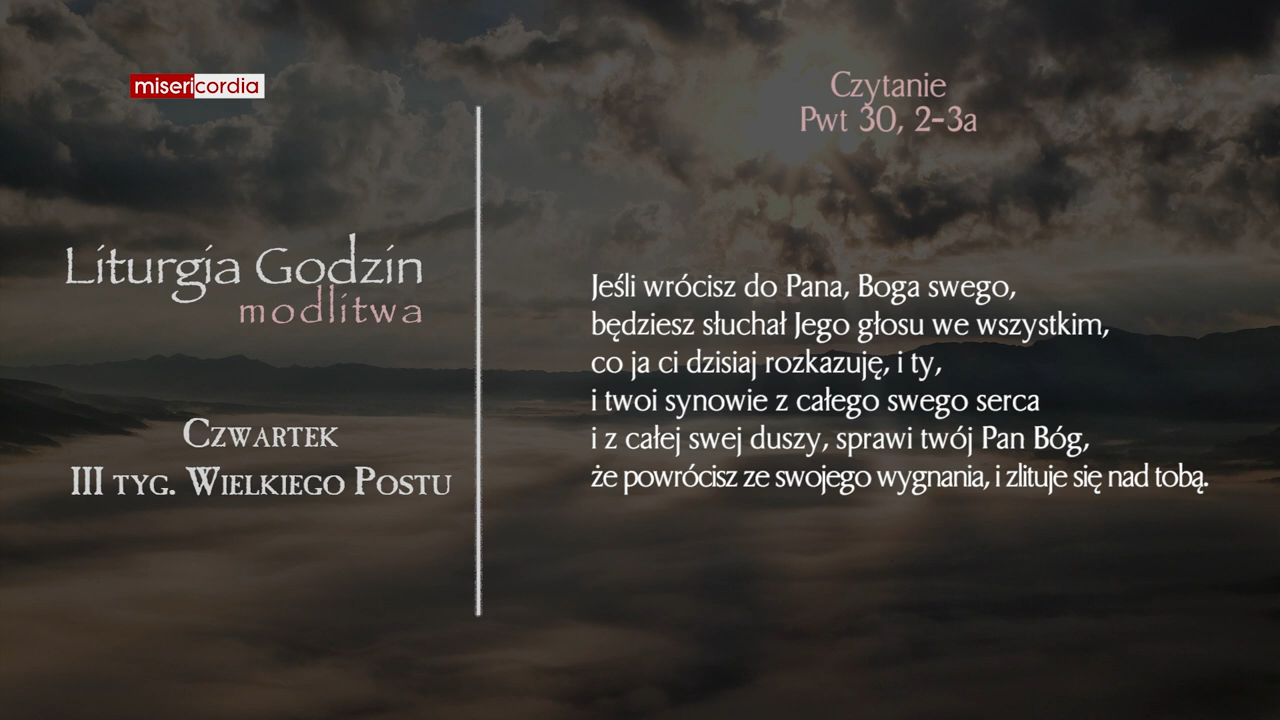 misericordia
Liturgia Godzin
modlitwa
Czwartek
III tyg. Wielkiego Postu
Czytanie
Pwt 30, 2-3a
Jeśli wrócisz do Pana, Boga swego,
będziesz słuchał Jego głosu we wszystkim,
co ja ci dzisiaj rozkazuję, i ty,
i twoi synowie z całego swego serca
i z całej swej duszy, sprawi twój Pan Bóg,
że powrócisz ze swojego wygnania, i zlituje się nad tobą.